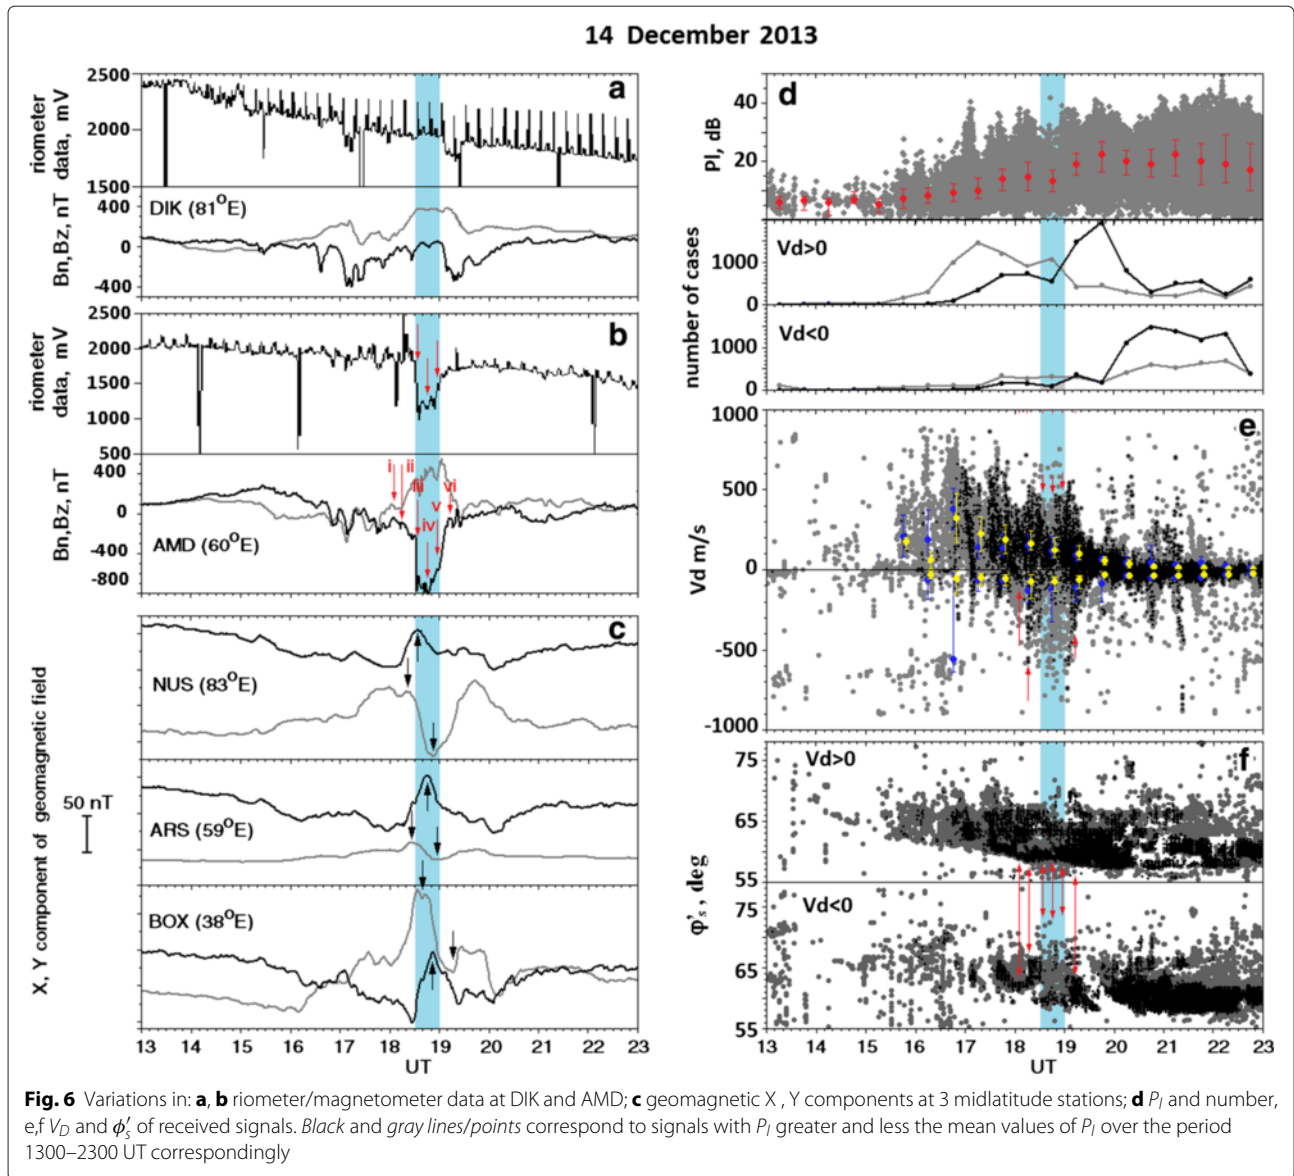 14 December 2013
a
riometer
data, mV
2500
2000
1500
DIK (81°E)
Bn,Bz, nT
400
0
-400
b
riometer
data, mV
2500
2000
1500
1000
500
Bn,Bz, nT
400
0
-400
-800
i
ii
iii
iv
v
vi
AMD (60°E)
c
X, Y component of geomagnetic field
50 nT
NUS (83°E)
ARS (59°E)
BOX (38°E)
13 14 15 16 17 18 19 20 21 22 23
UT
d
PI, dB
40
20
number of cases
Vd>0
1000
0
Vd<0
1000
0
e
Vd m/s
1000
500
0
-500
-1000
f
φ's , deg
Vd>0
75
65
55
Vd<0
75
65
55
13 14 15 16 17 18 19 20 21 22 23
UT
Fig. 6 Variations in: a, b riometer/magnetometer data at DIK and AMD; c geomagnetic X , Y components at 3 midlatitude stations; d Pl and number,
e,f VD and ϕ′s of received signals. Black and gray lines/points correspond to signals with Pl greater and less the mean values of Pl over the period
1300–2300 UT correspondingly